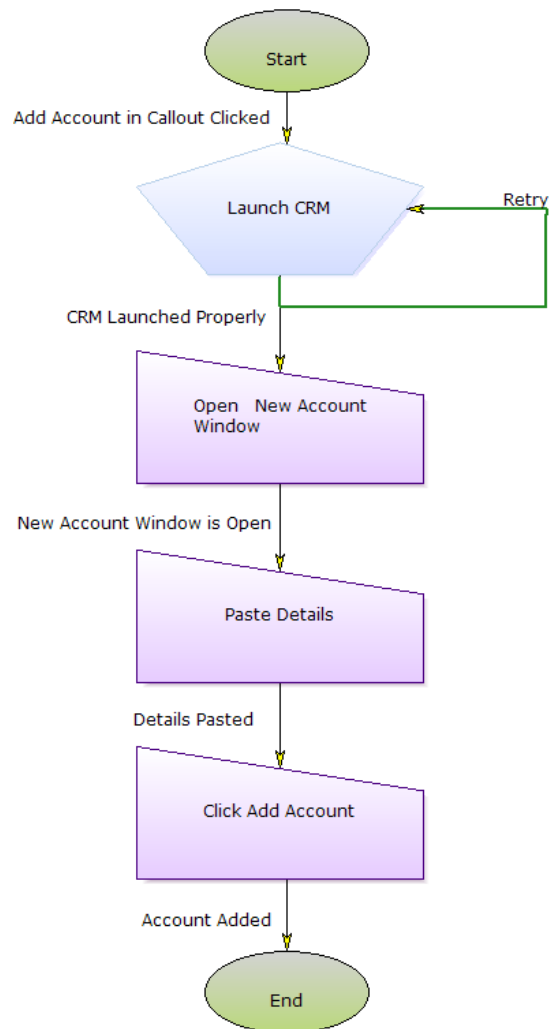 Start
Add Account in Callout Clicked
Launch CRM
Retry
CRM Launched Properly
Open New Account
Window
New Account Window is Open
Paste Details
Details Pasted
Click Add Account
Account Added
End